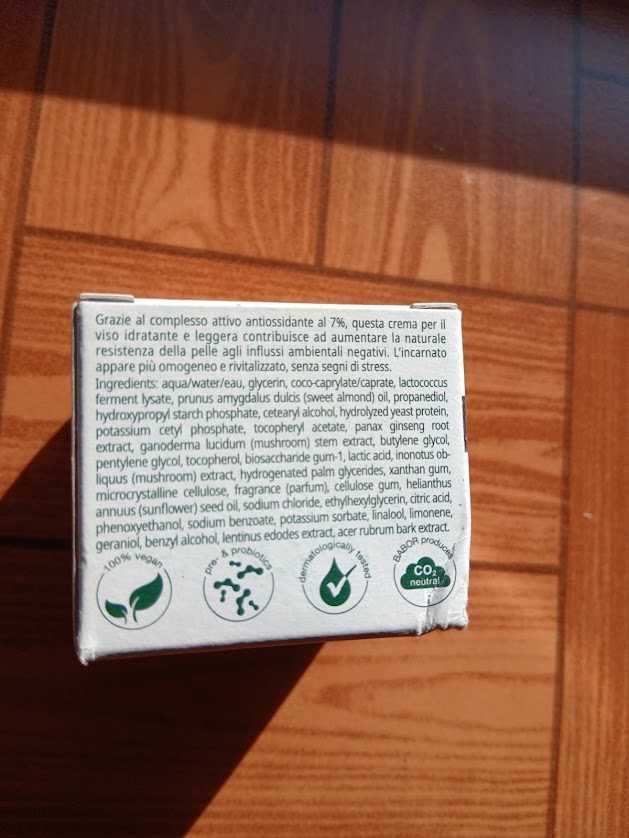 Grazie al complesso attivo antiossidante al 7%, questa crema per il
viso idratante e leggera contribuisce ad aumentare la naturale
resistenza della pelle agli influssi ambientali negativi. L'incarnato
appare più omogeneo e rivitalizzato, senza segni di stress.
Ingredients: aqua/water/eau, glycerin, coco-caprylate/caprate, lactococcus
ferment lysate, prunus amygdalus dulcis (sweet almond) oil, propanediol,
hydroxypropyl starch phosphate, cetearyl alcohol, hydrolyzed yeast protein,
potassium cetyl phosphate, tocopheryl acetate, panax ginseng root
extract, ganoderma lucidum (mushroom) stem extract, butylene glycol,
pentylene glycol, tocopherol, biosaccharide gum-1, lactic acid, inonotus ob-
liquus (mushroom) extract, hydrogenated palm glycerides, xanthan gum,
microcrystalline cellulose, fragrance (parfum), cellulose gum, helianthus
annuus (sunflower) seed oil, sodium chloride, ethylhexylglycerin, citric acid,
phenoxyethanol, sodium benzoate, potassium sorbate, linalool, limonene,
geraniol, benzyl alcohol, lentinus edodes extract, acer rubrum bark extract.
100% vegan
pre- & probiotics
dermatologically tested
BABOR produces
CO₂
neutral